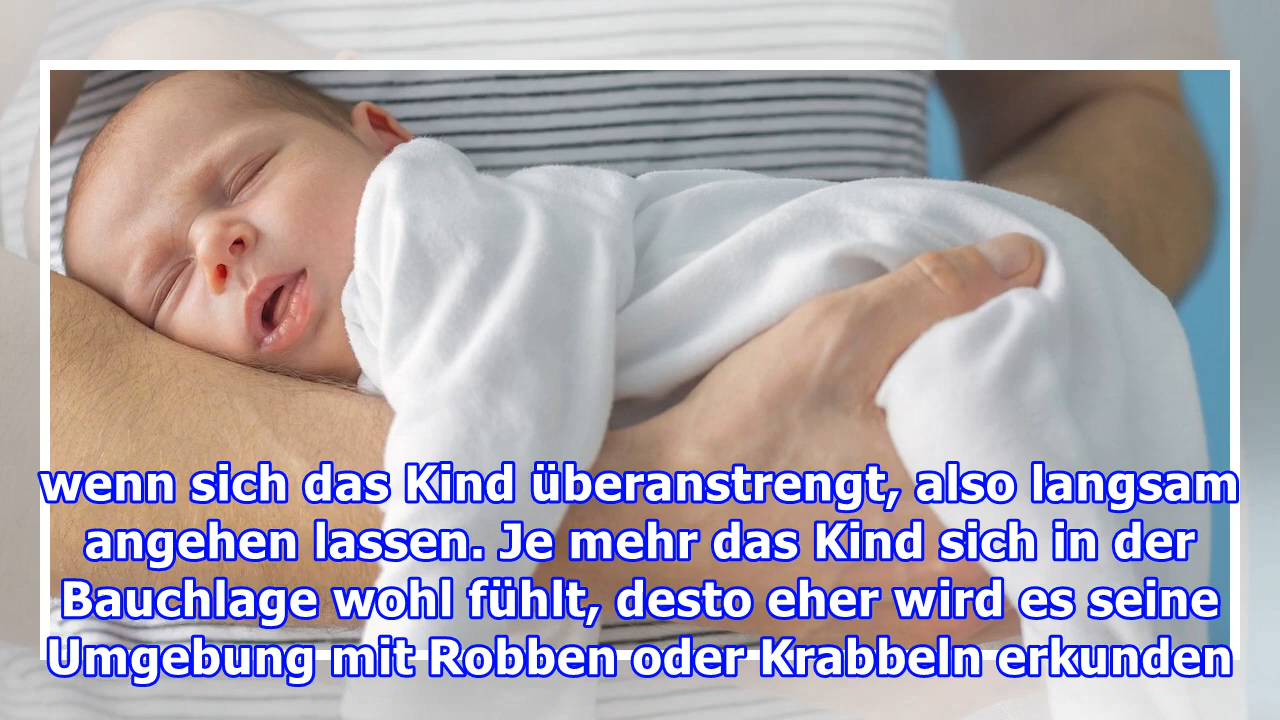 wenn sich das Kind überanstrengt, also langsam
angehen lassen. Je mehr das Kind sich in der
Bauchlage wohl fühlt, desto eher wird es seine
Umgebung mit Robben oder Krabbeln erkunden